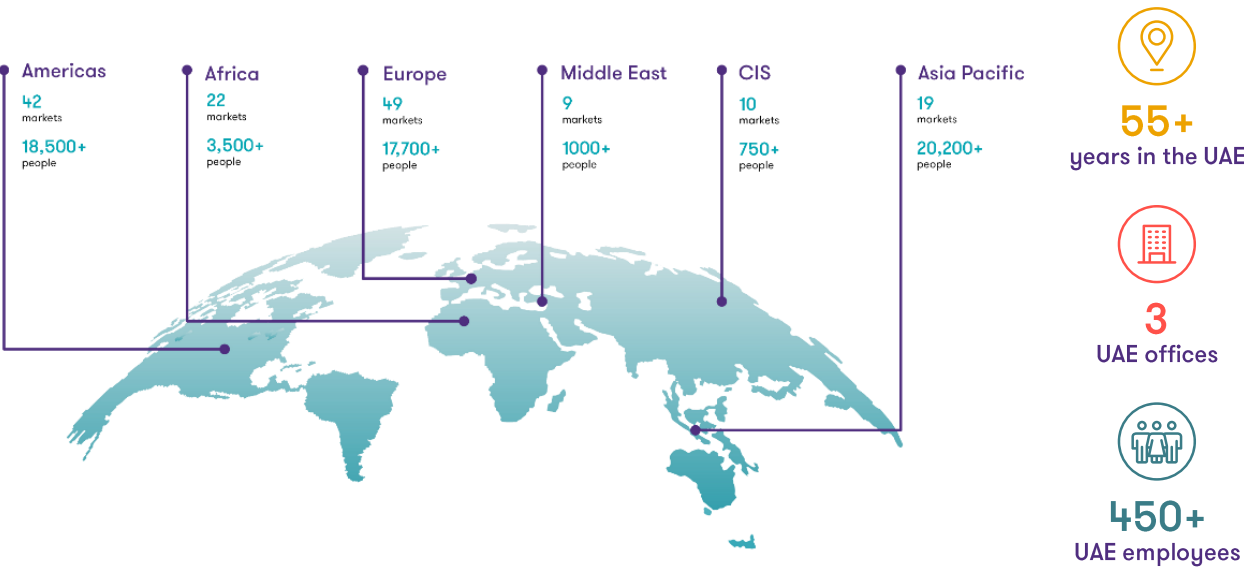 Americas
42
markets
18,500+
people
Africa
22
markets
3,500+
people
Europe
49
markets
17,700+
people
Middle East
9
markets
1000+
people
CIS
10
markets
750+
people
Asia Pacific
19
markets
20,200+
people
55+
years in the UAE
3
UAE offices
450+
UAE employees